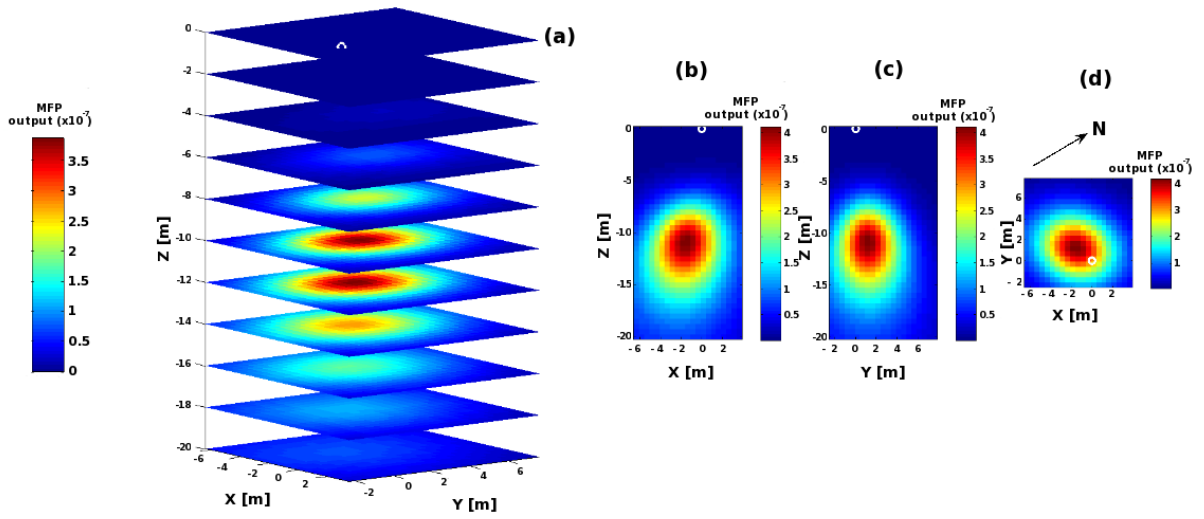 (a)
MFP
output (x10⁻⁷)
3.5
3
2.5
2
1.5
1
0.5
0
Z [m]
0
-2
-4
-6
-8
-10
-12
-14
-16
-18
-20
-6
-4
-2
0
2
X [m]
-2
0
2
4
6
Y [m]
(b)
MFP
output (x10⁻⁷)
0
-5
-10
-15
-20
Z [m]
-6 -4 -2 0 2
X [m]
4
3.5
3
2.5
2
1.5
1
0.5
(c)
MFP
output (x10⁻⁷)
0
-5
-10
-15
-20
Z [m]
-2 0 2 4 6
Y [m]
4
3.5
3
2.5
2
1.5
1
0.5
(d)
N
MFP
output (x10⁻⁷)
6
4
2
0
-2
Y [m]
-6 -4 -2 0 2
X [m]
4
3
2
1